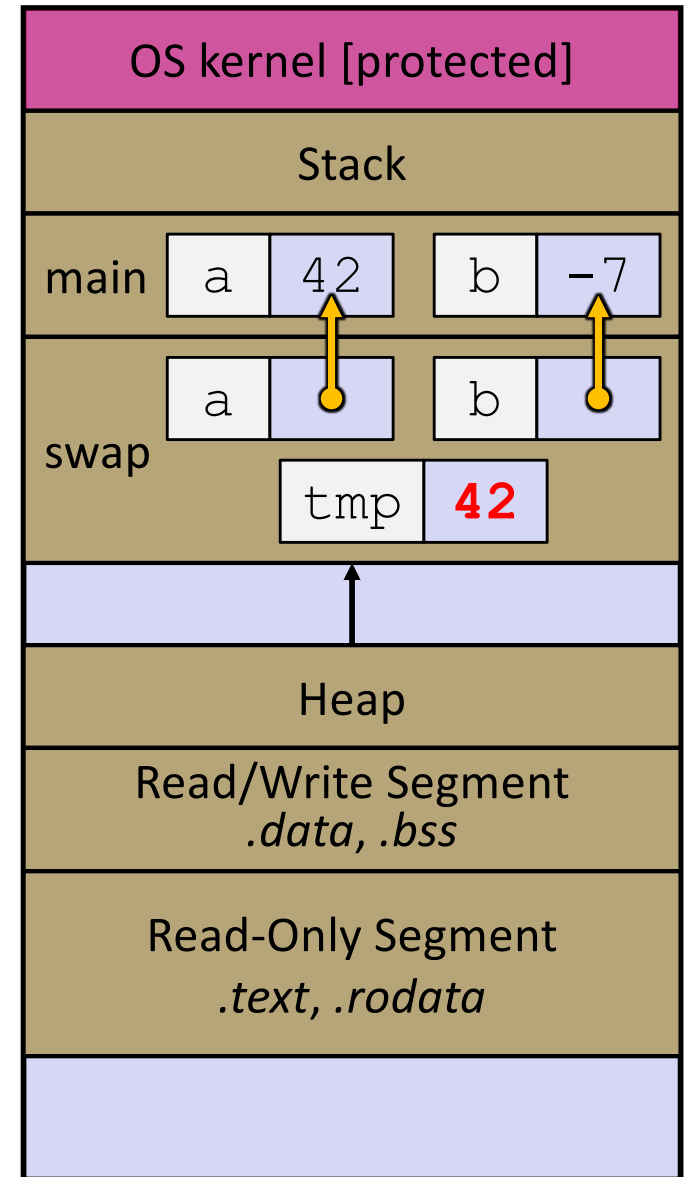 OS kernel [protected]
Stack
main a 42 b -7
a b
swap
tmp 42
Heap
Read/Write Segment
.data, .bss
Read-Only Segment
.text, .rodata